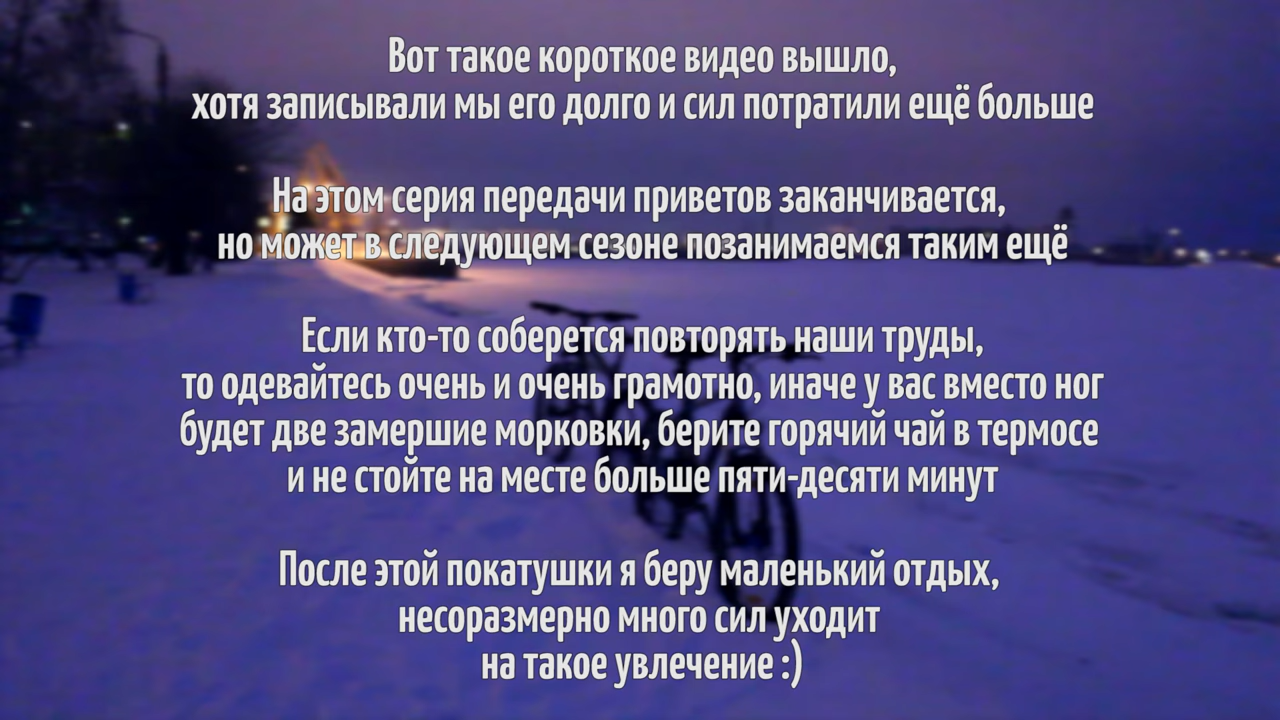 Вот такое короткое видео вышло,
хотя записывали мы его долго и сил потратили ещё больше
На этом серия передачи приветов заканчивается,
но может в следующем сезоне позанимаемся таким ещё
Если кто-то соберется повторять наши труды,
то одевайтесь очень и очень грамотно, иначе у вас вместо ног
будет две замершие морковки, берите горячий чай в термосе
и не стойте на месте больше пяти-десяти минут
После этой покатушки я беру маленький отдых,
несоразмерно много сил уходит
на такое увлечение :)